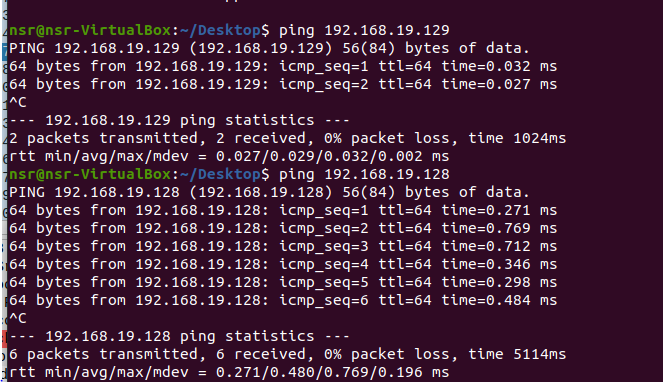 nsr@nsr-VirtualBox:~/Desktop$ ping 192.168.19.129
PING 192.168.19.129 (192.168.19.129) 56(84) bytes of data.
64 bytes from 192.168.19.129: icmp_seq=1 ttl=64 time=0.032 ms
64 bytes from 192.168.19.129: icmp_seq=2 ttl=64 time=0.027 ms
^C
--- 192.168.19.129 ping statistics ---
2 packets transmitted, 2 received, 0% packet loss, time 1024ms
rtt min/avg/max/mdev = 0.027/0.029/0.032/0.002 ms
nsr@nsr-VirtualBox:~/Desktop$ ping 192.168.19.128
PING 192.168.19.128 (192.168.19.128) 56(84) bytes of data.
64 bytes from 192.168.19.128: icmp_seq=1 ttl=64 time=0.271 ms
64 bytes from 192.168.19.128: icmp_seq=2 ttl=64 time=0.769 ms
64 bytes from 192.168.19.128: icmp_seq=3 ttl=64 time=0.712 ms
64 bytes from 192.168.19.128: icmp_seq=4 ttl=64 time=0.346 ms
64 bytes from 192.168.19.128: icmp_seq=5 ttl=64 time=0.298 ms
64 bytes from 192.168.19.128: icmp_seq=6 ttl=64 time=0.484 ms
^C
--- 192.168.19.128 ping statistics ---
6 packets transmitted, 6 received, 0% packet loss, time 5114ms
rtt min/avg/max/mdev = 0.271/0.480/0.769/0.196 ms